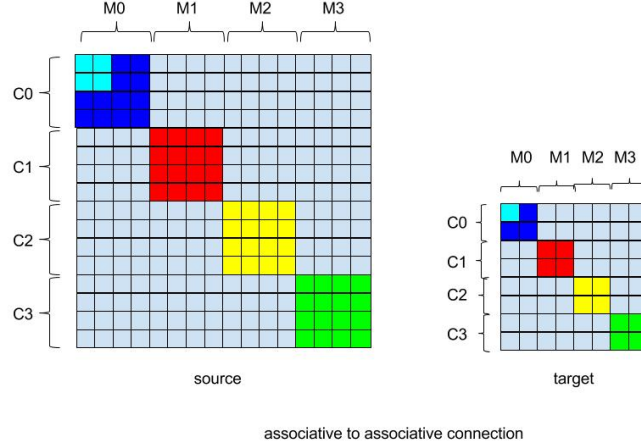 M0 M1 M2 M3
C0
C1
C2
C3
source
M0 M1 M2 M3
C0
C1
C2
C3
target
associative to associative connection